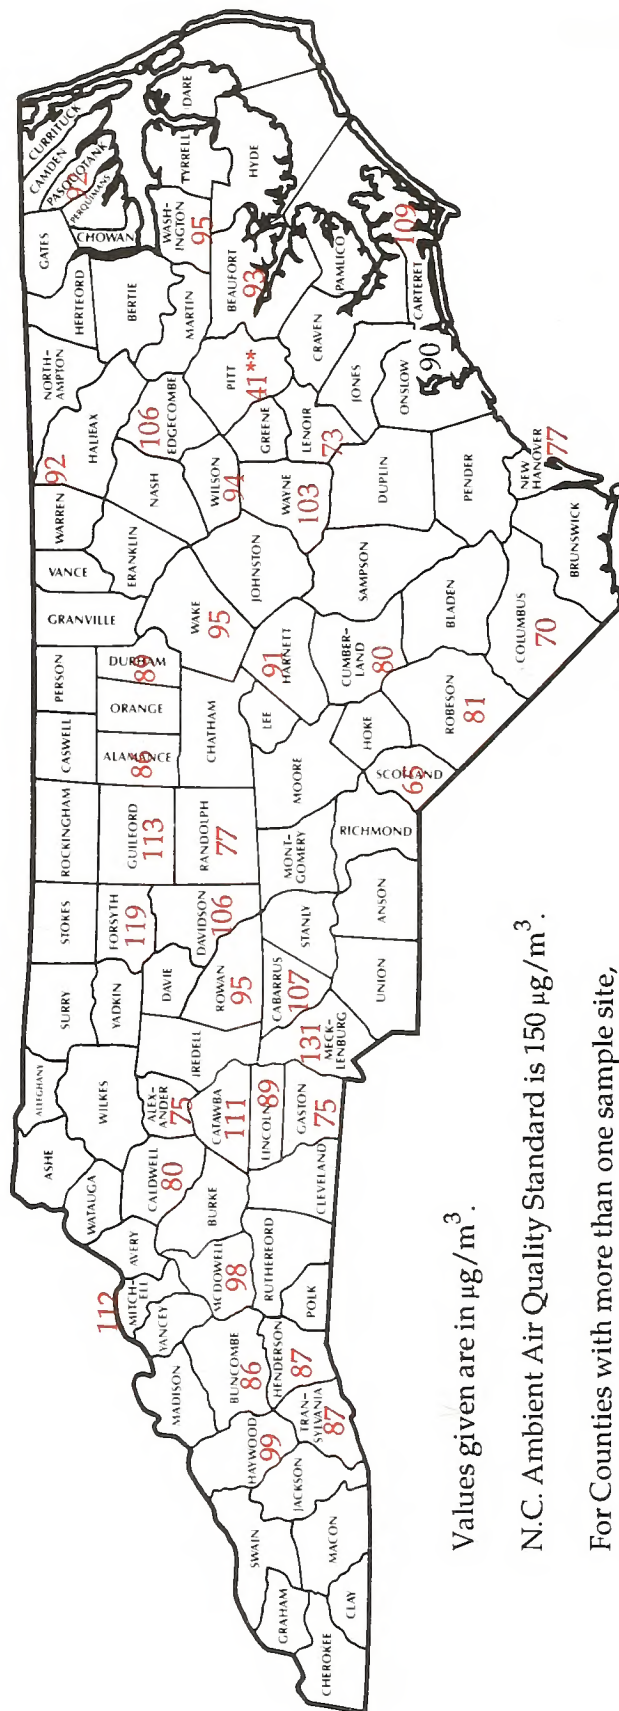 ALLEGHANY
ASHE
SURRY
STOKES
ROCKINGHAM
CASWELL
PERSON
GRANVILLE
VANCE
WARREN
NORTH-
AMPTON
HERTFORD
GATES
CURRITUCK
CAMDEN
PASQUOTANK
PERQUIMANS
CHOWAN
WATAUGA
WILKES
YADKIN
FORSYTH
119
GUILFORD
113
ALAMANCE
86
ORANGE
DURHAM
89
FRANKLIN
92
HALIFAX
BERTIE
112
MITCH-
ELL
AVERY
CALDWELL
80
ALEX-
ANDER
75
IREDELL
DAVIE
DAVIDSON
106
RANDOLPH
77
CHATHAM
WAKE
95
NASH
106
EDGECOMBE
MARTIN
WASH-
INGTON
95
TYRRELL
DARE
MADISON
YANCEY
MCDOWELL
98
BURKE
CATAWBA
111
ROWAN
95
LEE
91
HARNETT
JOHNSTON
WILSON
94
PITT
41**
BEAUFORT
93
HYDE
HAYWOOD
99
BUNCOMBE
86
RUTHERFORD
LINCOLN
89
CABARRUS
107
STANLY
MONT-
GOMERY
MOORE
WAYNE
103
GREENE
LENOIR
73
CRAVEN
PAMLICO
SWAIN
JACKSON
TRAN-
SYLVANIA
87
HENDERSON
87
POLK
CLEVELAND
GASTON
75
131
MECK-
LENBURG
UNION
ANSON
RICHMOND
HOKE
CUMBER-
LAND
80
SAMPSON
DUPLIN
JONES
CARTERET
109
GRAHAM
CHEROKEE
CLAY
MACON
SCOTLAND
ROBESON
81
BLADEN
PENDER
ONSLOW
90
COLUMBUS
70
BRUNSWICK
NEW
HANOVER
77
Values given are in µg/m³.
N.C. Ambient Air Quality Standard is 150 µg/m³.
For Counties with more than one sample site,